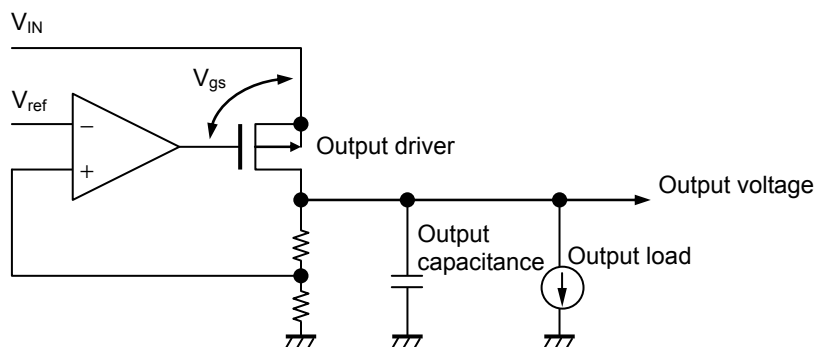 VIN
Vgs
Vref
−
+
Output driver
Output voltage
Output
capacitance
Output load